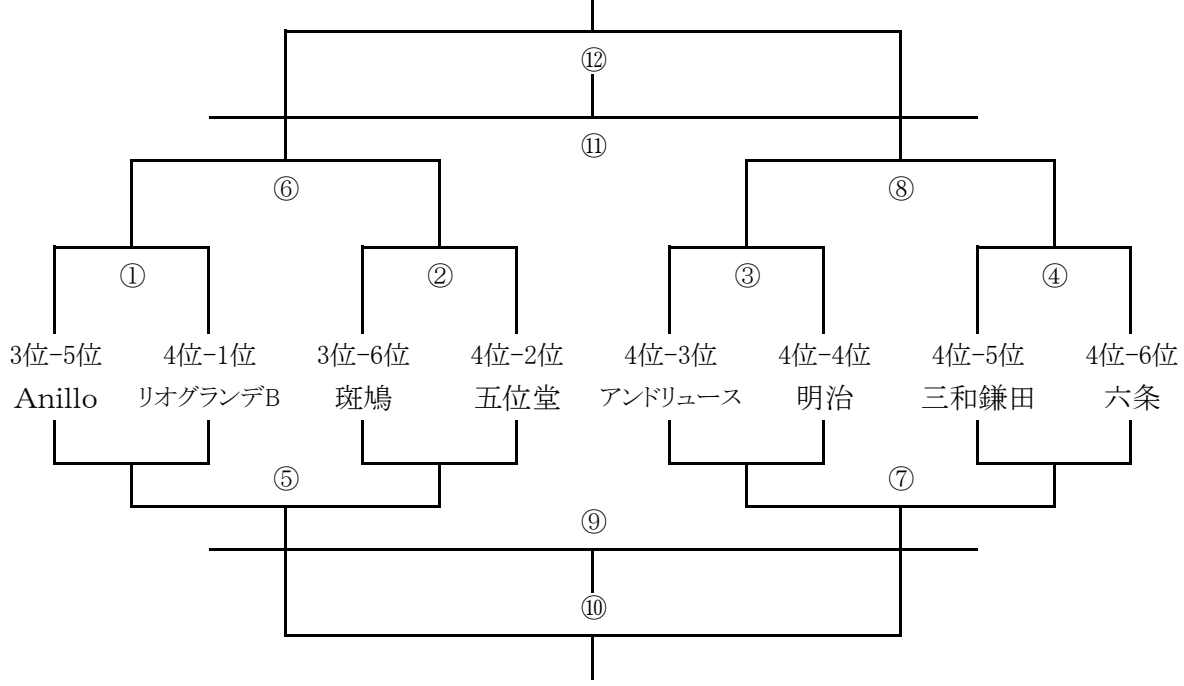 ⑫
⑪
⑥ ⑧
① ② ③ ④
3位-5位 4位-1位 3位-6位 4位-2位 4位-3位 4位-4位 4位-5位 4位-6位
Anillo リオグランデB 斑鳩 五位堂 アンドリュース 明治 三和鎌田 六条
⑤ ⑦
⑨
⑩